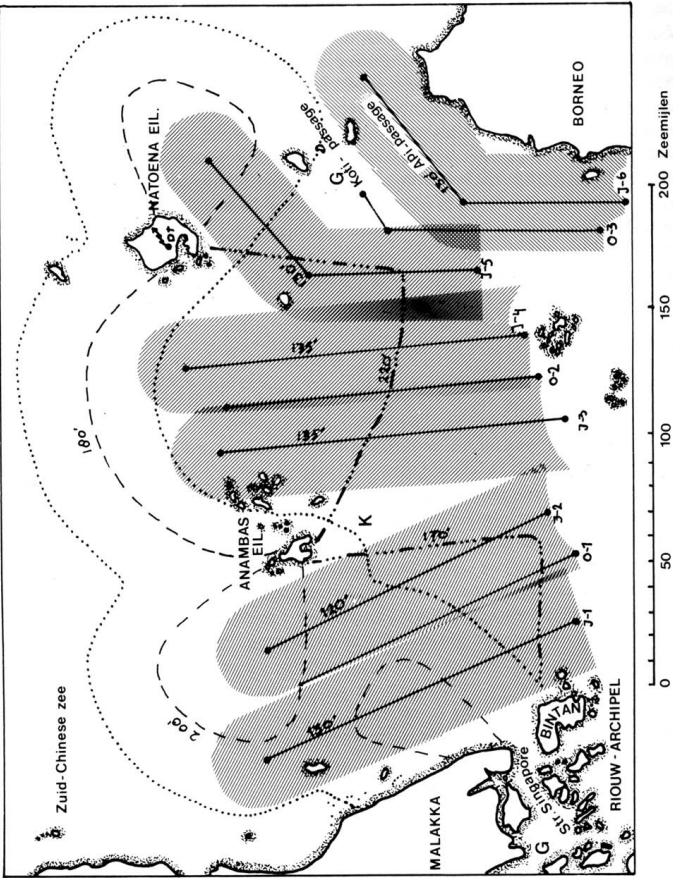 Zuid-Chinese zee
200'
180'
NATOENA EIL.
ANAMBAS
EIL.
MALAKKA
BORNEO
Koti-
passage
G
Api-passage
150'
130'
135'
135'
120'
130'
220'
170'
K
J-1
O-1
J-2
J-3
O-2
J-4
J-5
O-3
J-6
Str Singapore
G
BINTAN
RIOUW-ARCHIPEL
0
50
100
150
200
Zeemijlen